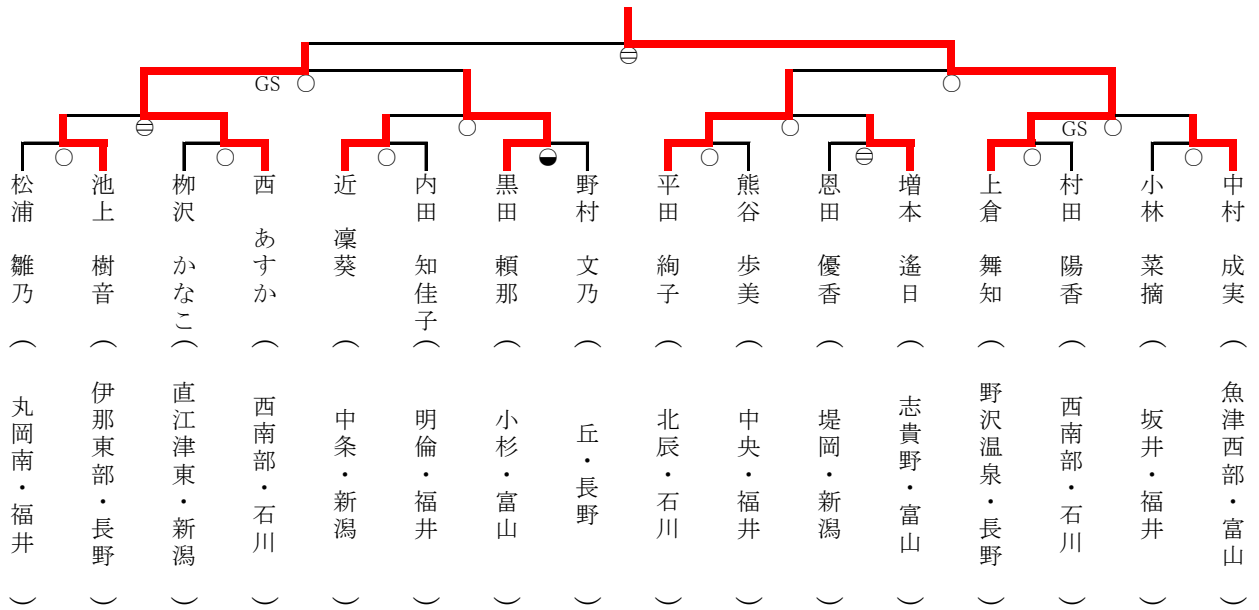 GS
GS
松浦 雛乃（丸岡南・福井）
池上 樹音（伊那東部・長野）
栁沢 かなこ（直江津東・新潟）
西 あすか（西南部・石川）
近 凜葵（中条・新潟）
内田 知佳子（明倫・福井）
黒田 頼那（小杉・富山）
野村 文乃（丘・長野）
平田 絢子（北辰・石川）
熊谷 歩美（中央・福井）
恩田 優香（堤岡・新潟）
増本 遙日（志貴野・富山）
上倉 舞知（野沢温泉・長野）
村田 陽香（西南部・石川）
小林 菜摘（坂井・福井）
中村 成実（魚津西部・富山）